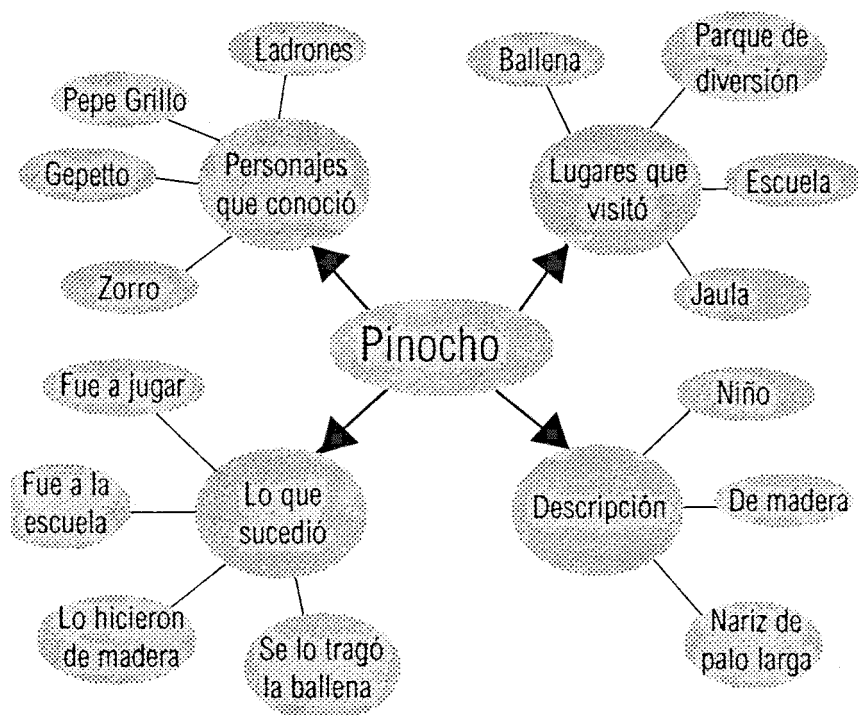 Ladrones
Pepe Grillo
Gepetto
Personajes
que conoció
Zorro
Ballena
Parque de
diversión
Lugares que
visitó
Escuela
Jaula
Pinocho
Fue a jugar
Fue a la
escuela
Lo que
sucedió
Lo hicieron
de madera
Se lo tragó
la ballena
Niño
Descripción
De madera
Nariz de
palo larga